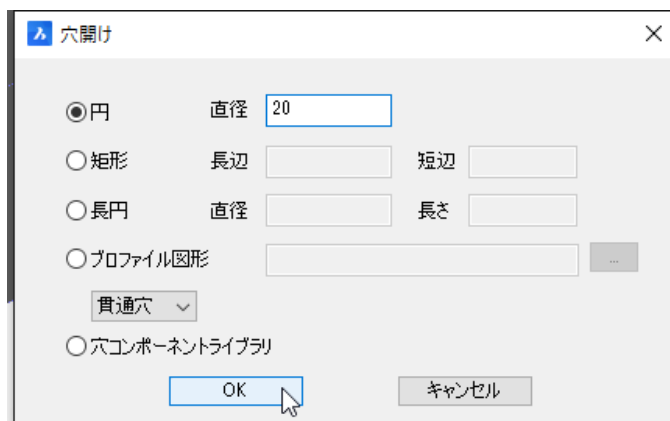 穴開け
円 直径 20
矩形 長辺 短辺
長円 直径 長さ
プロファイル図形 ...
貫通穴
穴コンポーネントライブラリ
OK キャンセル